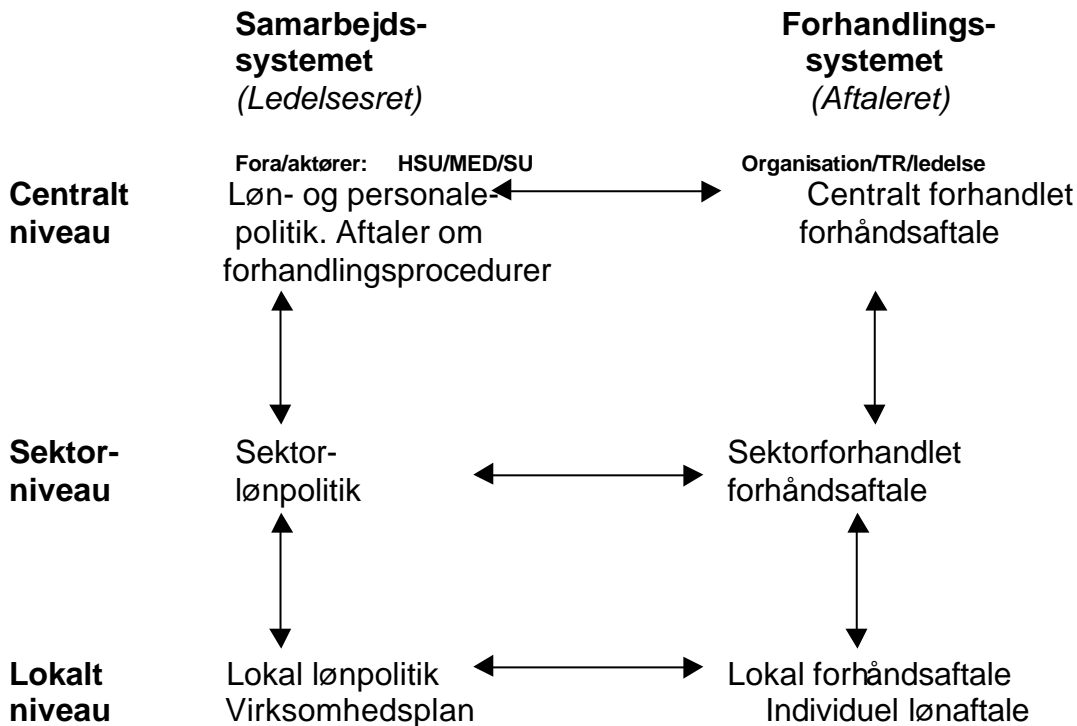 Samarbejds-
systemet
(Ledelsesret)
Forhandlings-
systemet
(Aftaleret)
Fora/aktører: HSU/MED/SU
Organisation/TR/ledelse
Centralt
niveau
Løn- og personale-
politik. Aftaler om
forhandlingsprocedurer
Centralt forhandlet
forhåndsaftale
Sektor-
niveau
Sektor-
lønpolitik
Sektorforhandlet
forhåndsaftale
Lokalt
niveau
Lokal lønpolitik
Virksomhedsplan
Lokal forhåndsaftale
Individuel lønaftale